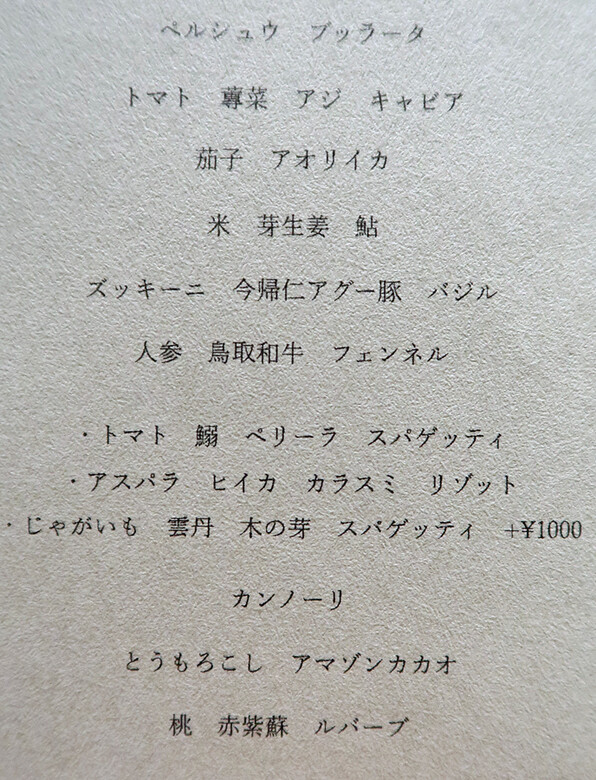 ペルシュウ　ブッラータ
トマト　蓴菜　アジ　キャビア
茄子　アオリイカ
米　芽生姜　鮎
ズッキーニ　今帰仁アグー豚　バジル
人参　鳥取和牛　フェンネル
・トマト　鰯　ペリーラ　スパゲッティ
・アスパラ　ヒイカ　カラスミ　リゾット
・じゃがいも　雲丹　木の芽　スパゲッティ　+¥1000
カンノーリ
とうもろこし　アマゾンカカオ
桃　赤紫蘇　ルバーブ